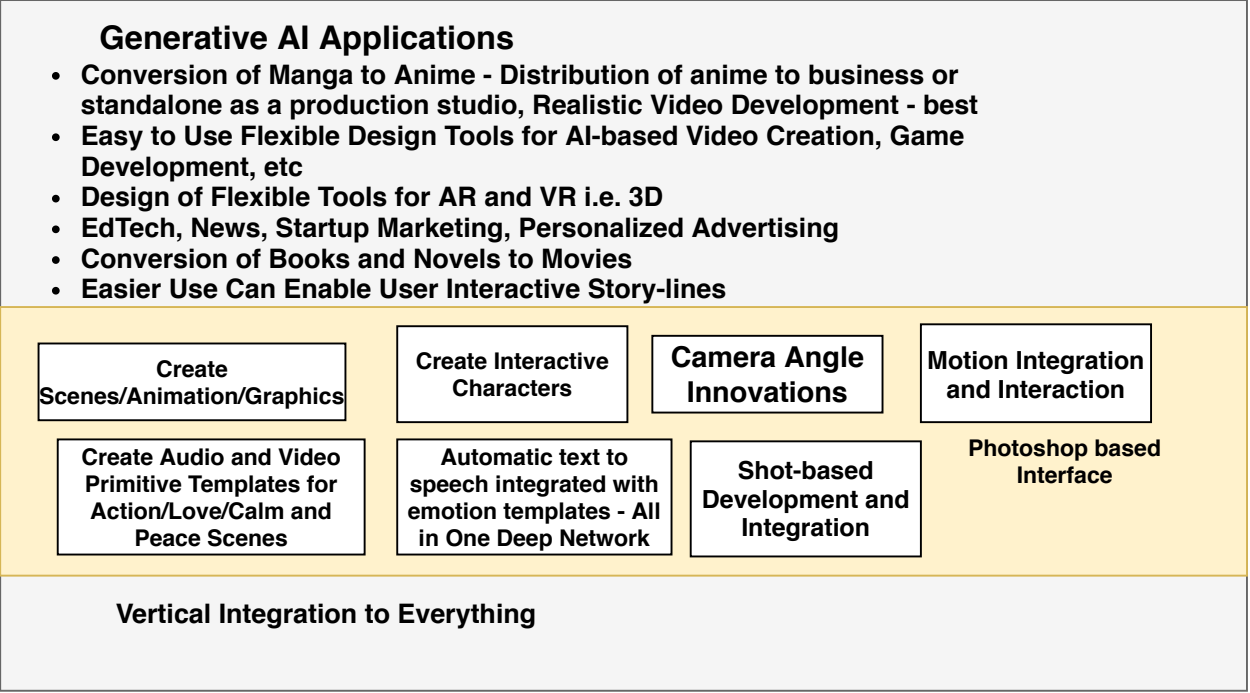 Generative AI Applications
• Conversion of Manga to Anime - Distribution of anime to business or
standalone as a production studio, Realistic Video Development - best
• Easy to Use Flexible Design Tools for AI-based Video Creation, Game
Development, etc
• Design of Flexible Tools for AR and VR i.e. 3D
• EdTech, News, Startup Marketing, Personalized Advertising
• Conversion of Books and Novels to Movies
• Easier Use Can Enable User Interactive Story-lines
Create
Scenes/Animation/Graphics
Create Interactive
Characters
Camera Angle
Innovations
Motion Integration
and Interaction
Create Audio and Video
Primitive Templates for
Action/Love/Calm and
Peace Scenes
Automatic text to
speech integrated with
emotion templates - All
in One Deep Network
Shot-based
Development and
Integration
Photoshop based
Interface
Vertical Integration to Everything